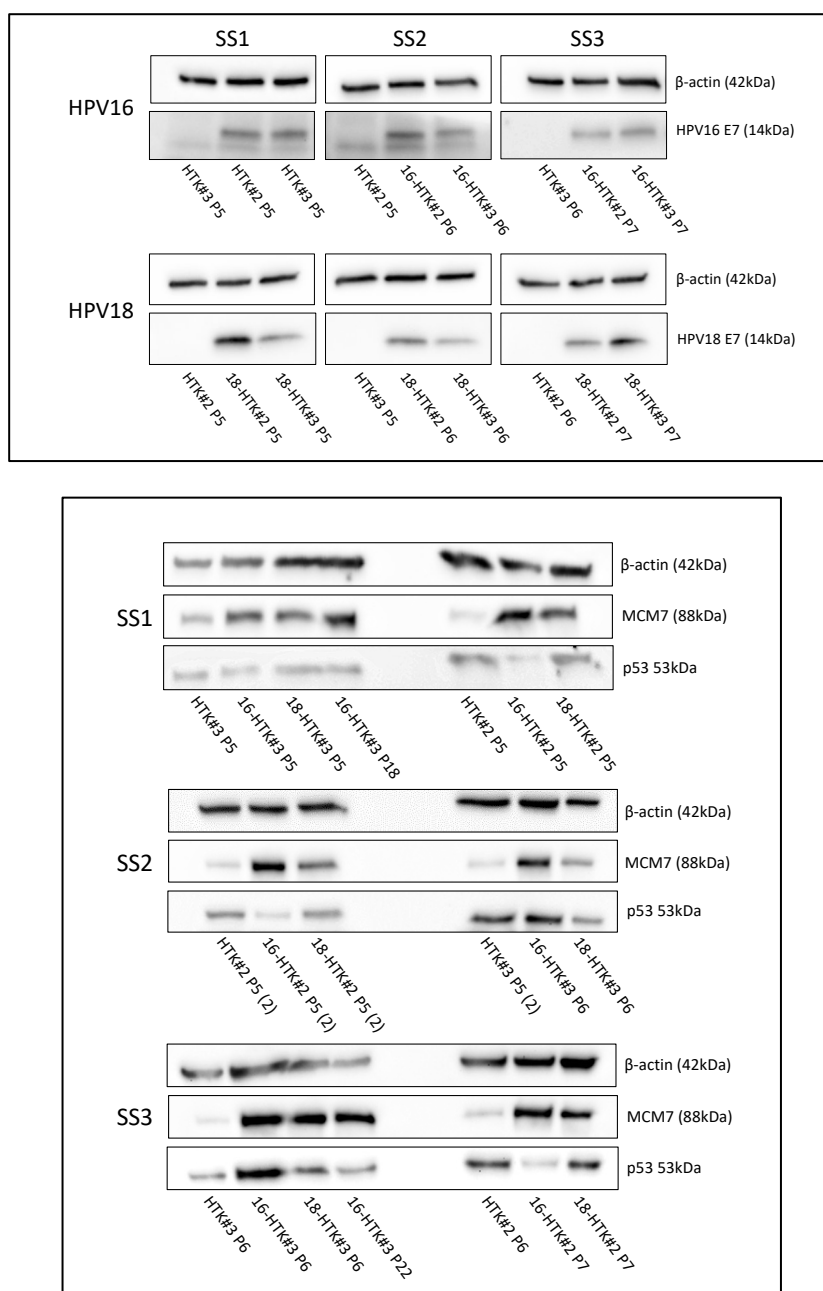 SS1 SS2 SS3
HPV16
β-actin (42kDa)
HPV16 E7 (14kDa)
HTK#3 P5 HTK#2 P5 HTK#3 P5 HTK#2 P5 16-HTK#2 P6 16-HTK#3 P6 HTK#3 P6 16-HTK#2 P7 16-HTK#3 P7
HPV18
β-actin (42kDa)
HPV18 E7 (14kDa)
HTK#2 P5 18-HTK#2 P5 18-HTK#3 P5 HTK#3 P5 18-HTK#2 P6 18-HTK#3 P6 HTK#2 P6 18-HTK#2 P7 18-HTK#3 P7
β-actin (42kDa)
SS1 MCM7 (88kDa)
p53 53kDa
HTK#3 P5 16-HTK#3 P5 18-HTK#3 P5 16-HTK#3 P18 HTK#2 P5 16-HTK#2 P5 18-HTK#2 P5
β-actin (42kDa)
SS2 MCM7 (88kDa)
p53 53kDa
HTK#2 P5 (2) 16-HTK#2 P5 (2) 18-HTK#2 P5 (2) HTK#3 P5 (2) 16-HTK#3 P6 18-HTK#3 P6
β-actin (42kDa)
SS3 MCM7 (88kDa)
p53 53kDa
HTK#3 P6 16-HTK#3 P6 18-HTK#3 P6 16-HTK#3 P22 HTK#2 P6 16-HTK#2 P7 18-HTK#2 P7